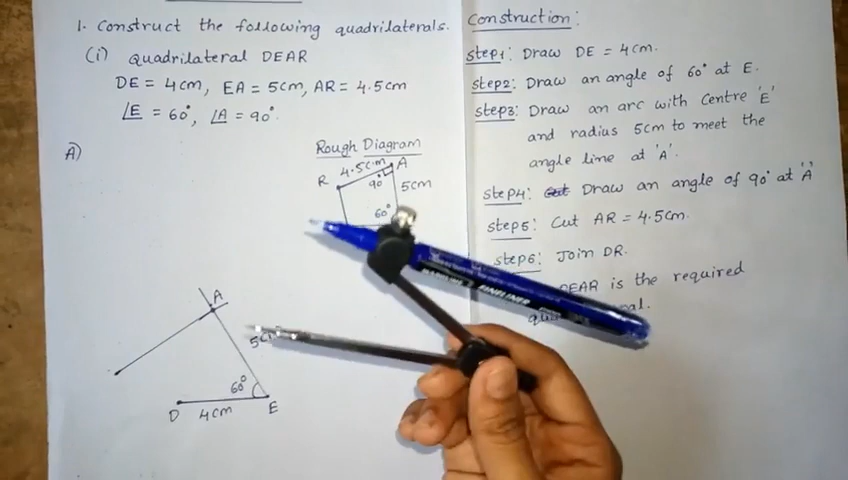 1. Construct the following quadrilaterals.
(i) quadrilateral DEAR
DE = 4cm, EA = 5cm, AR = 4.5cm
∠E = 60°, ∠A = 90°.
A)
Rough Diagram
4.5cm A
R
90°
5cm
60°
A
60°
D 4cm E
Construction:
Step1: Draw DE = 4cm.
Step2: Draw an angle of 60° at E.
Step3: Draw an arc with centre 'E'
and radius 5cm to meet the
angle line at 'A'.
Step4: Draw an angle of 90° at 'A'
Step5: Cut AR = 4.5cm.
Step6: Join DR.
DEAR is the required